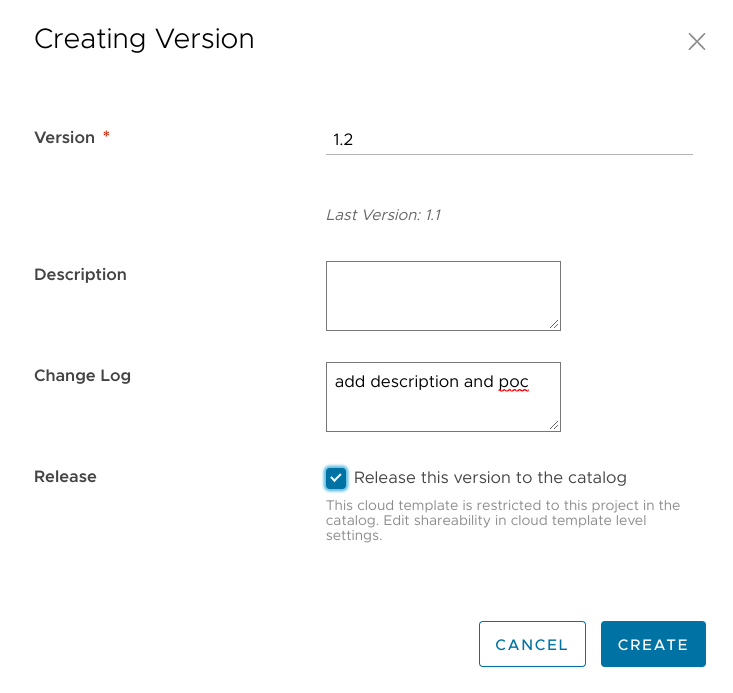 Creating Version
Version *
1.2
Last Version: 1.1
Description
Change Log
add description and poc
Release
Release this version to the catalog
This cloud template is restricted to this project in the
catalog. Edit shareability in cloud template level
settings.
CANCEL
CREATE